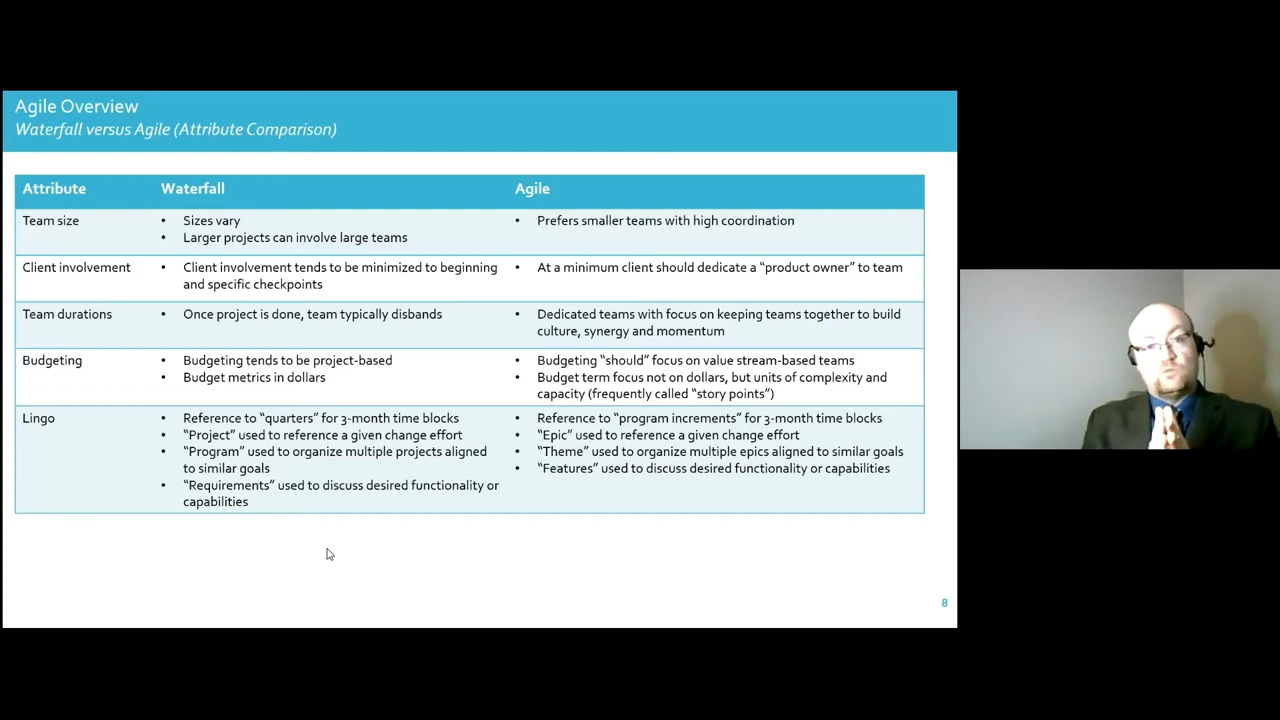 Agile Overview
Waterfall versus Agile (Attribute Comparison)
Attribute
Waterfall
Agile
Team size
• Sizes vary
• Larger projects can involve large teams
• Prefers smaller teams with high coordination
Client involvement
• Client involvement tends to be minimized to beginning
and specific checkpoints
• At a minimum client should dedicate a “product owner” to team
Team durations
• Once project is done, team typically disbands
• Dedicated teams with focus on keeping teams together to build
culture, synergy and momentum
Budgeting
• Budgeting tends to be project-based
• Budget metrics in dollars
• Budgeting “should” focus on value stream-based teams
• Budget term focus not on dollars, but units of complexity and
capacity (frequently called “story points”)
Lingo
• Reference to “quarters” for 3-month time blocks
• “Project” used to reference a given change effort
• “Program” used to organize multiple projects aligned
to similar goals
• “Requirements” used to discuss desired functionality or
capabilities
• Reference to “program increments” for 3-month time blocks
• “Epic” used to reference a given change effort
• “Theme” used to organize multiple epics aligned to similar goals
• “Features” used to discuss desired functionality or capabilities
8